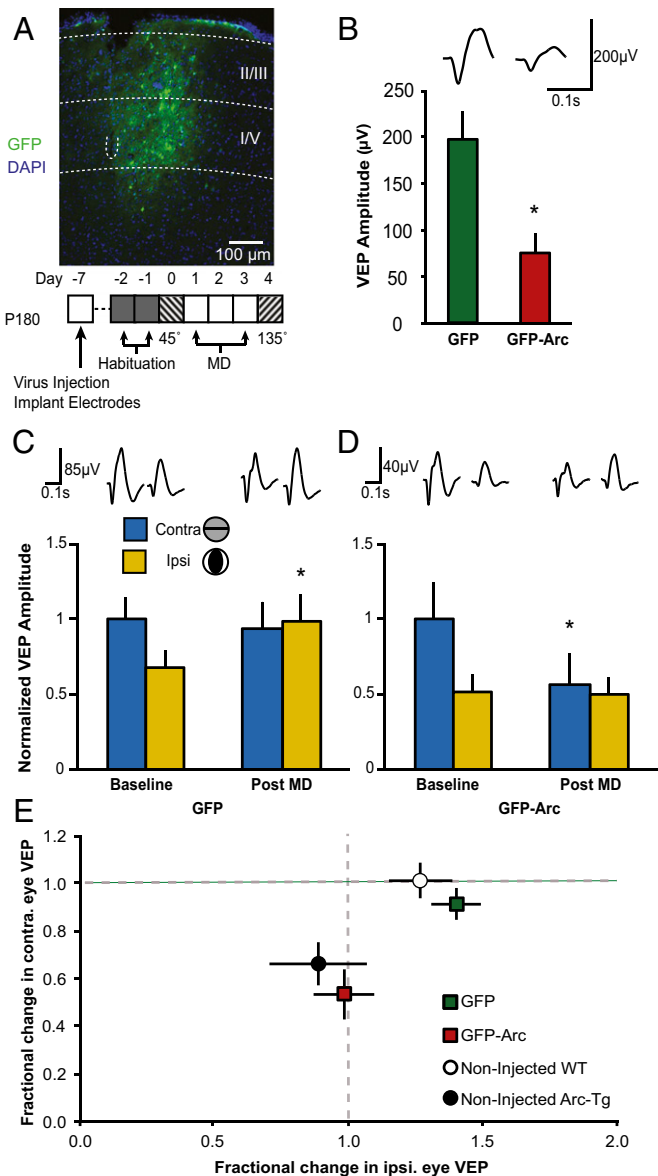 A
II/III
I/V
GFP
DAPI
100 µm
Day -7 -2 -1 0 1 2 3 4
P180
45° 135°
Habituation MD
Virus Injection
Implant Electrodes
B
200µV
0.1s
VEP Amplitude (µV)
250
200
150
100
50
0
*
GFP GFP-Arc
C
85µV
0.1s
Contra
Ipsi
Normalized VEP Amplitude
1.5
1
0.5
0
*
Baseline Post MD
GFP
D
40µV
0.1s
1.5
1
0.5
0
*
Baseline Post MD
GFP-Arc
E
Fractional change in contra. eye VEP
1.2
1.0
0.8
0.6
0.4
0.2
0.0
GFP
GFP-Arc
Non-Injected WT
Non-Injected Arc-Tg
0.0 0.5 1.0 1.5 2.0
Fractional change in ipsi. eye VEP